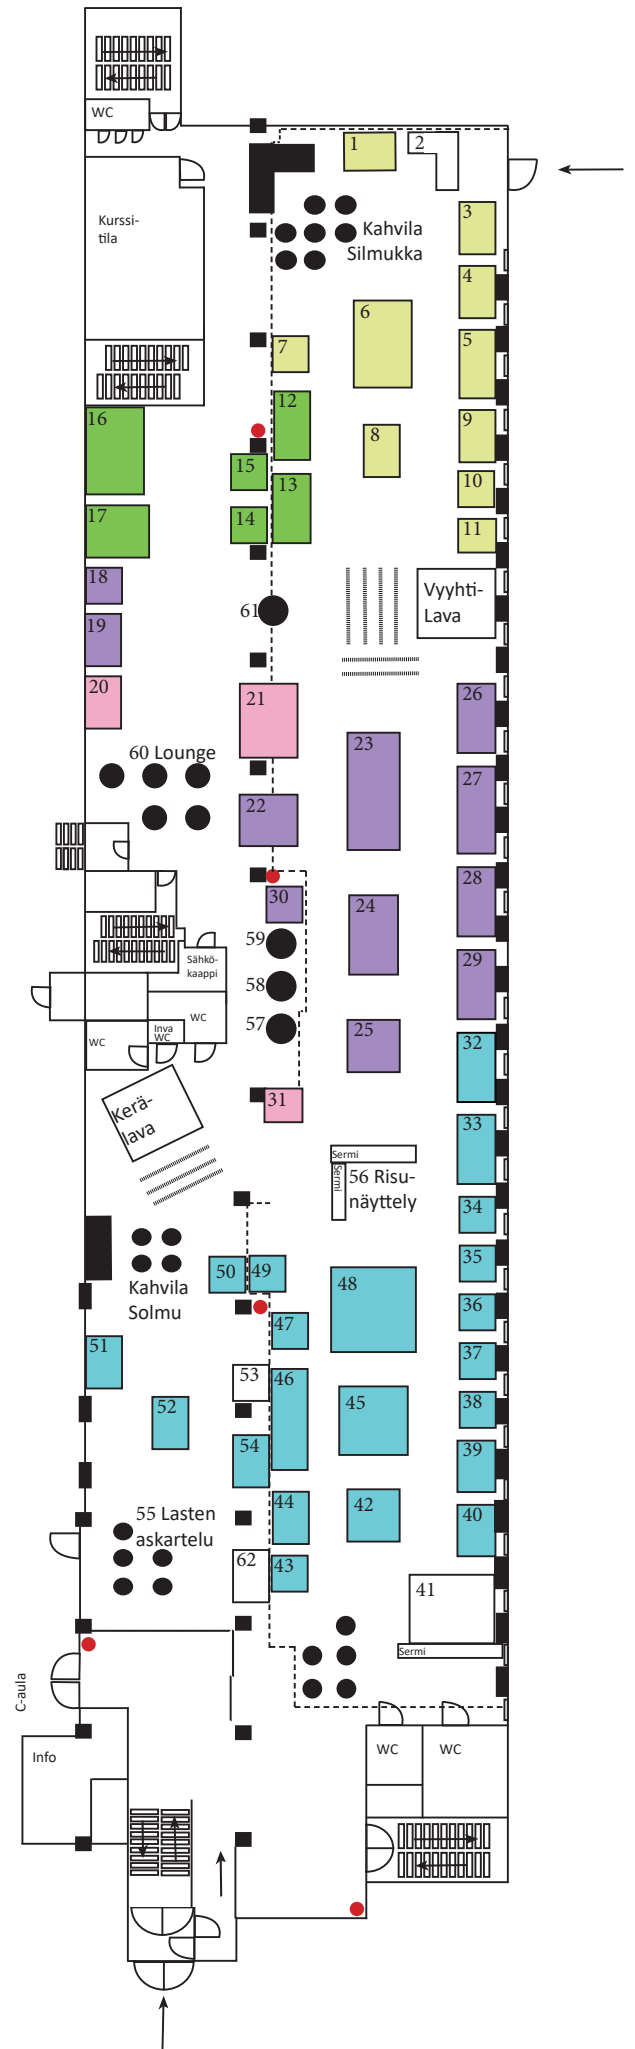 WC
1
2
Kurssi-
tila
3
Kahvila
Silmukka
4
6
5
7
12
16
8
9
15
13
10
17
14
11
18
Vyyhti-
Lava
61
19
20
21
26
23
60 Lounge
27
22
28
30
24
59
Sähkö-
kaappi
29
58
WC
57
25
Inva
WC
WC
32
31
Kerä-
lava
33
Sermi
Sermi
56 Risu-
näyttely
34
35
50
49
48
Kahvila
Solmu
36
47
51
37
53
46
45
52
38
54
39
44
42
40
55 Lasten
askartelu
62
43
41
Sermi
C-aula
Info
WC
WC